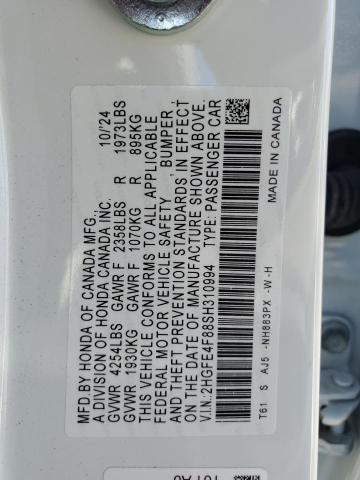 MFD.BY HONDA OF CANADA MFG., 10/'24
A DIVISION OF HONDA CANADA INC.
GVWR 4254LBS GAWR F 2358LBS R 1973LBS
GVWR 1930KG GAWR F 1070KG R 895KG
THIS VEHICLE CONFORMS TO ALL APPLICABLE
FEDERAL MOTOR VEHICLE SAFETY, BUMPER,
AND THEFT PREVENTION STANDARDS IN EFFECT
ON THE DATE OF MANUFACTURE SHOWN ABOVE.
V.I.N.:2HGFE4F88SH310994 TYPE: PASSENGER CAR
T61 S AJ5 -NH883PX -W -H MADE IN CANADA